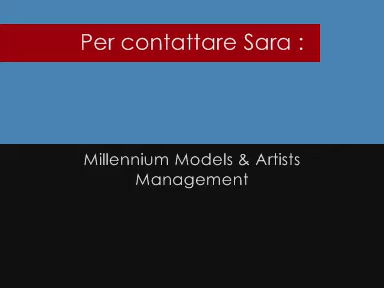 Per contattare Sara :
Millennium Models & Artists
Management